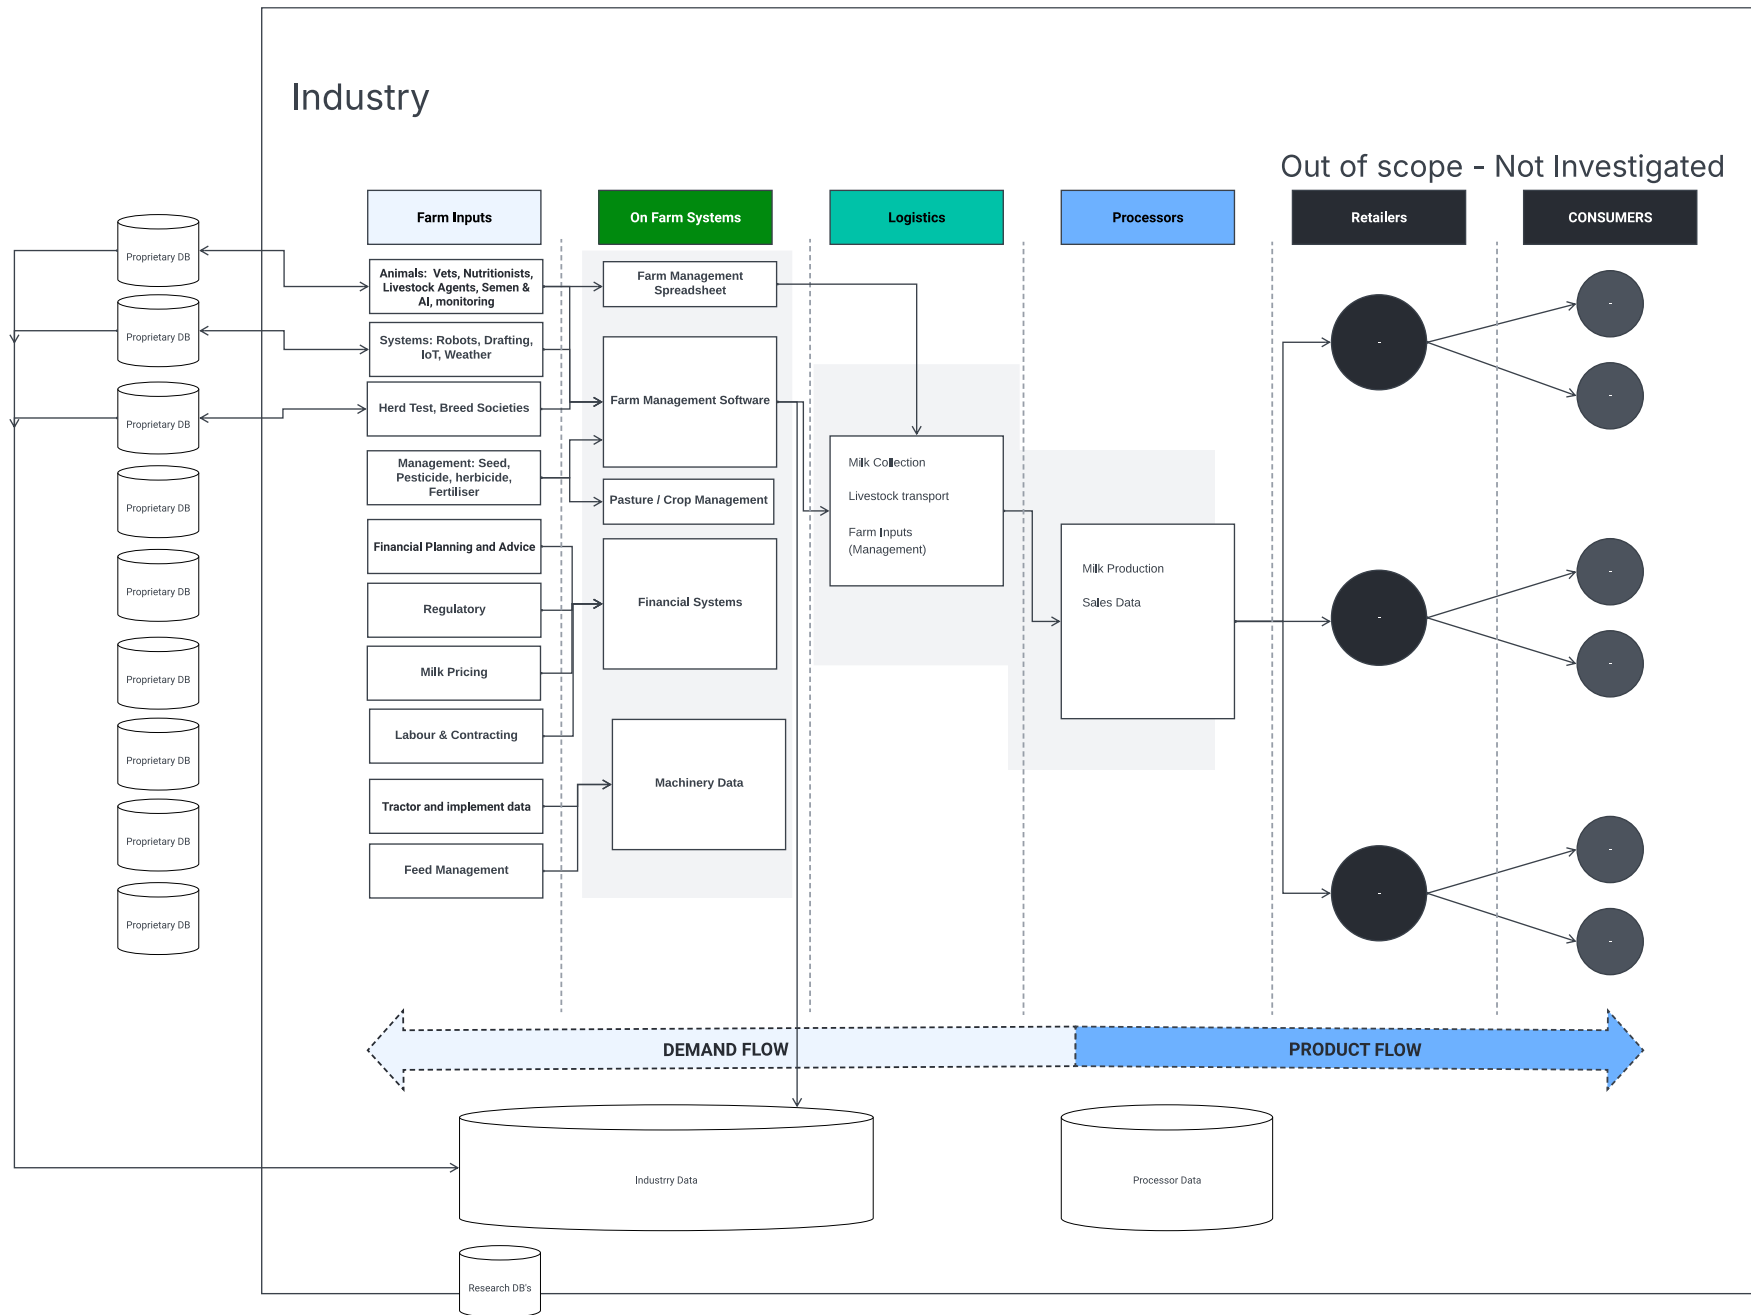 Industry
Out of scope - Not Investigated
Farm Inputs
On Farm Systems
Logistics
Processors
Retailers
CONSUMERS
Proprietary DB
Proprietary DB
Proprietary DB
Proprietary DB
Proprietary DB
Proprietary DB
Proprietary DB
Proprietary DB
Proprietary DB
Animals: Vets, Nutritionists,
Livestock Agents, Semen &
AI, monitoring
Systems: Robots, Drafting,
IoT, Weather
Herd Test, Breed Societies
Management: Seed,
Pesticide, herbicide,
Fertiliser
Financial Planning and Advice
Regulatory
Milk Pricing
Labour & Contracting
Tractor and implement data
Feed Management
Farm Management
Spreadsheet
Farm Management Software
Pasture / Crop Management
Financial Systems
Machinery Data
Milk Collection
Livestock transport
Farm Inputs
(Management)
Milk Production
Sales Data
-
-
-
-
-
-
-
-
-
DEMAND FLOW
PRODUCT FLOW
Industrry Data
Processor Data
Research DB's